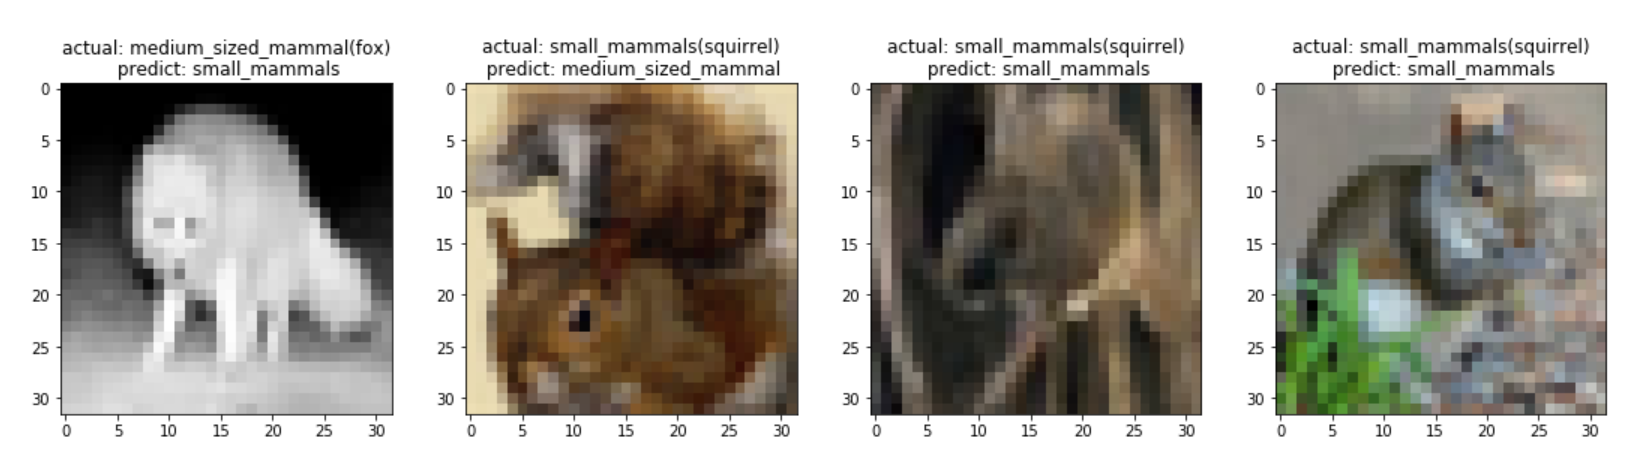 actual: medium_sized_mammal(fox)
predict: small_mammals
actual: small_mammals(squirrel)
predict: medium_sized_mammal
actual: small_mammals(squirrel)
predict: small_mammals
actual: small_mammals(squirrel)
predict: small_mammals
0
5
10
15
20
25
30
0 5 10 15 20 25 30
0
5
10
15
20
25
30
0 5 10 15 20 25 30
0
5
10
15
20
25
30
0 5 10 15 20 25 30
0
5
10
15
20
25
30
0 5 10 15 20 25 30